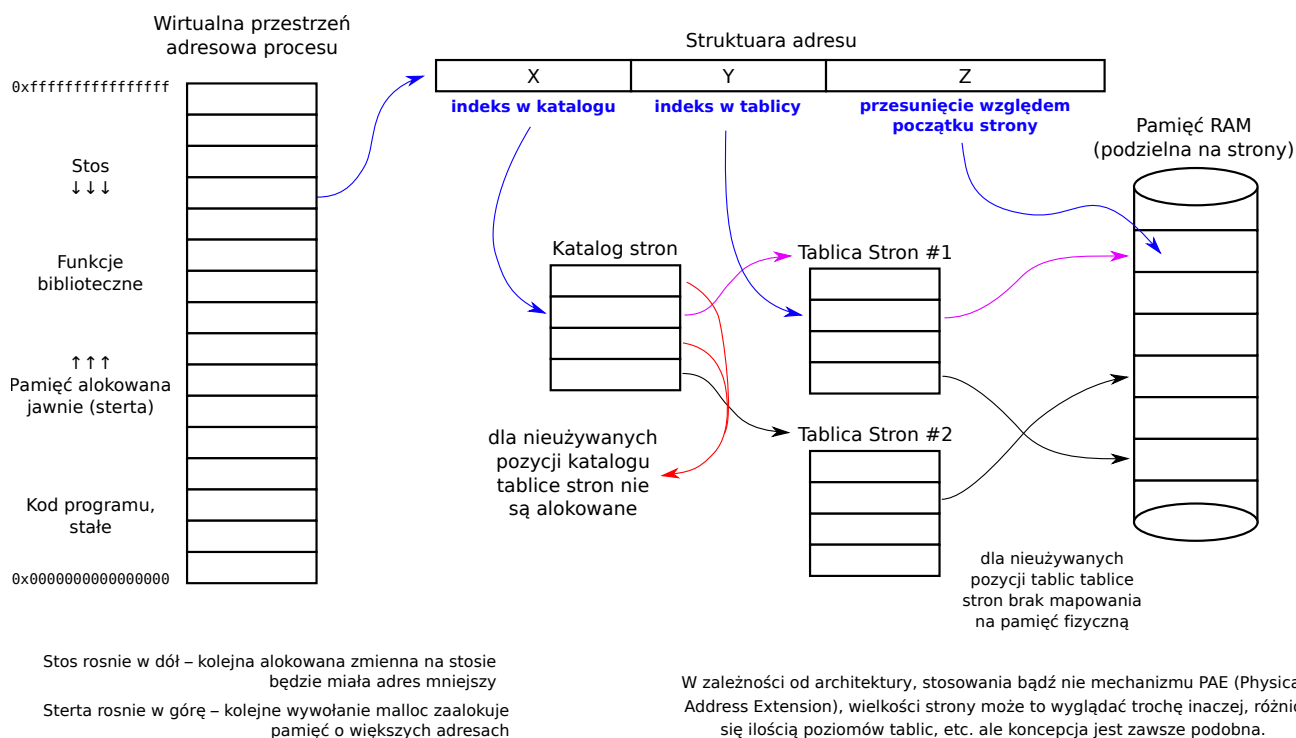 Wirtualna przestrzeń
adresowa procesu
0xffffffffffffffff
Stos
↓↓↓
Funkcje
biblioteczne
↑↑↑
Pamięć alokowana
jawnie (sterta)
Kod programu,
stałe
0x0000000000000000
Struktuara adresu
X
Y
Z
indeks w katalogu
indeks w tablicy
przesunięcie względem
początku strony
Pamięć RAM
(podzielna na strony)
Katalog stron
Tablica Stron #1
dla nieużywanych
pozycji katalogu
tablice stron nie
są alokowane
Tablica Stron #2
dla nieużywanych
pozycji tablic tablice
stron brak mapowania
na pamięć fizyczną
Stos rosnie w dół – kolejna alokowana zmienna na stosie
będzie miała adres mniejszy
Sterta rosnie w górę – kolejne wywołanie malloc zaalokuje
pamięć o większych adresach
W zależności od architektury, stosowania bądź nie mechanizmu PAE (Physica
Address Extension), wielkości strony może to wyglądać trochę inaczej, różnic
się ilością poziomów tablic, etc. ale koncepcja jest zawsze podobna.